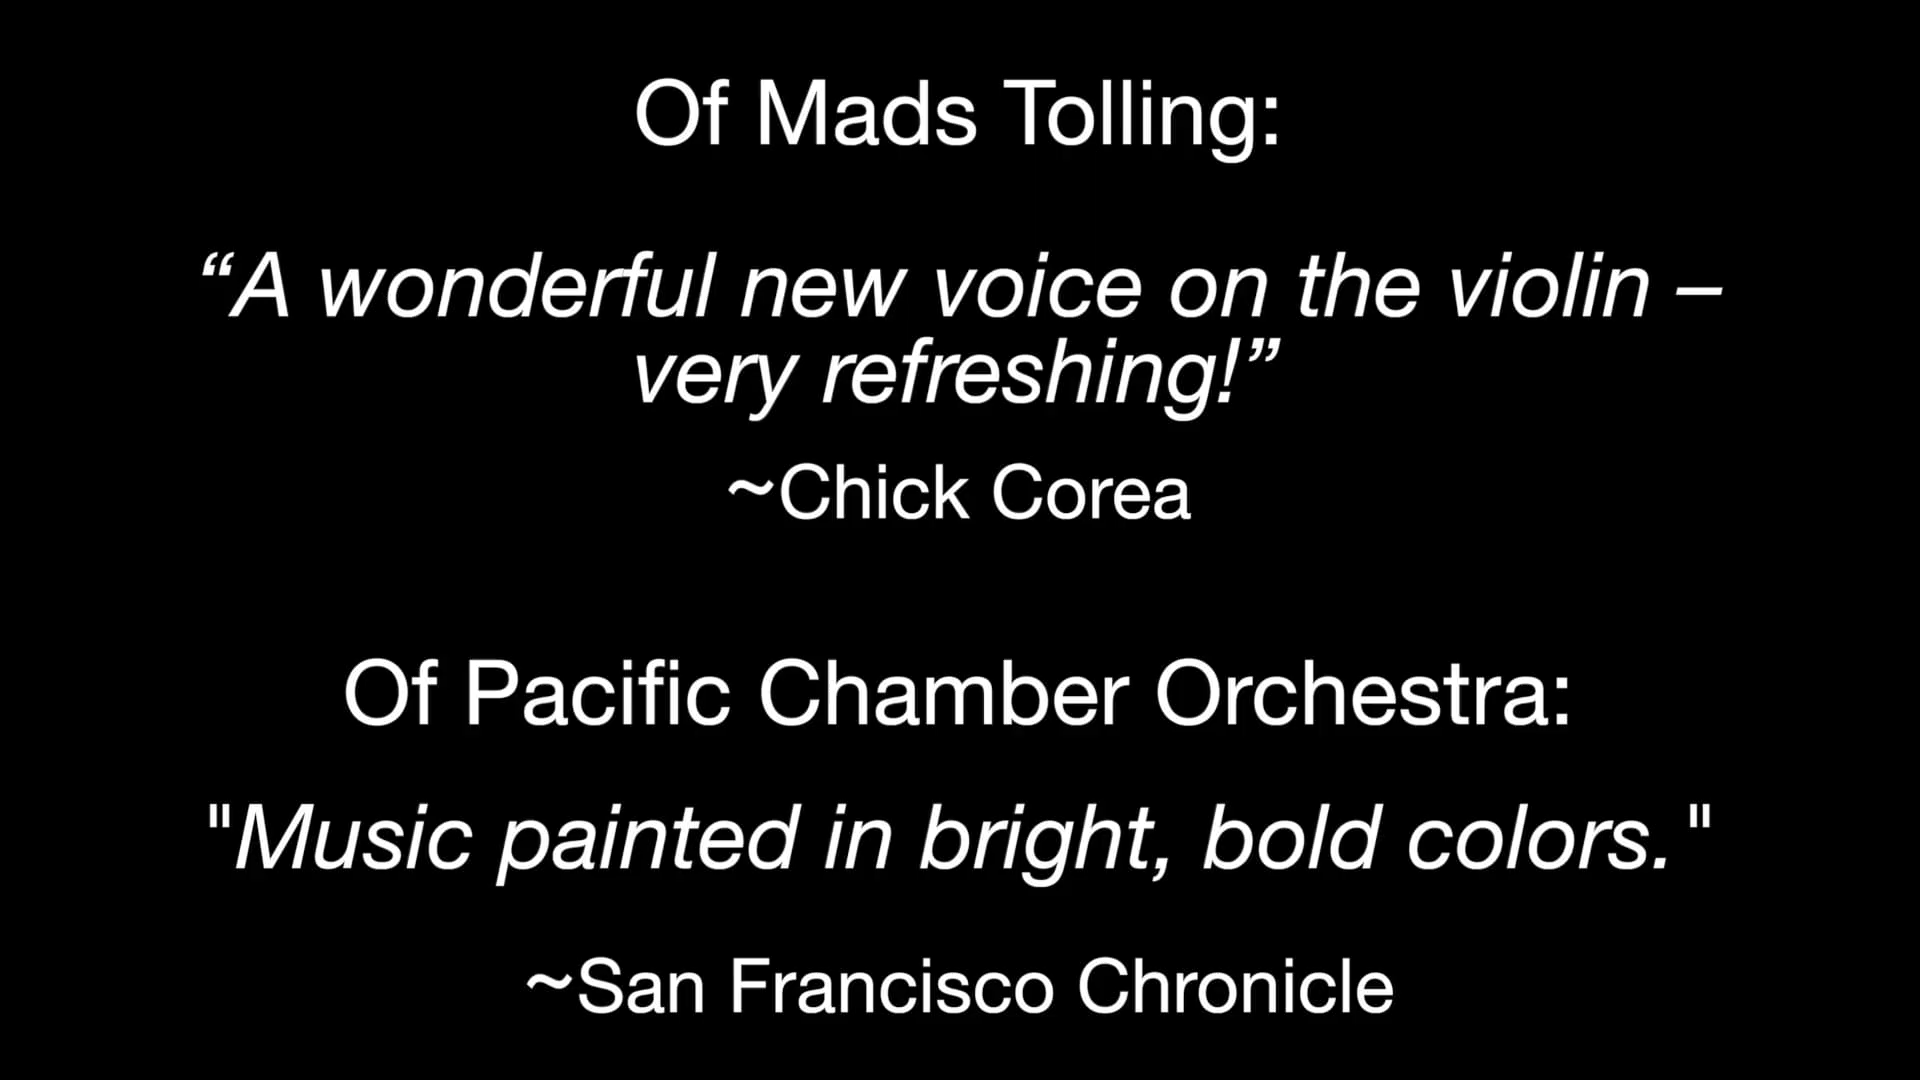 Of Mads Tolling:
“A wonderful new voice on the violin –
very refreshing!”
~Chick Corea
Of Pacific Chamber Orchestra:
"Music painted in bright, bold colors."
~San Francisco Chronicle